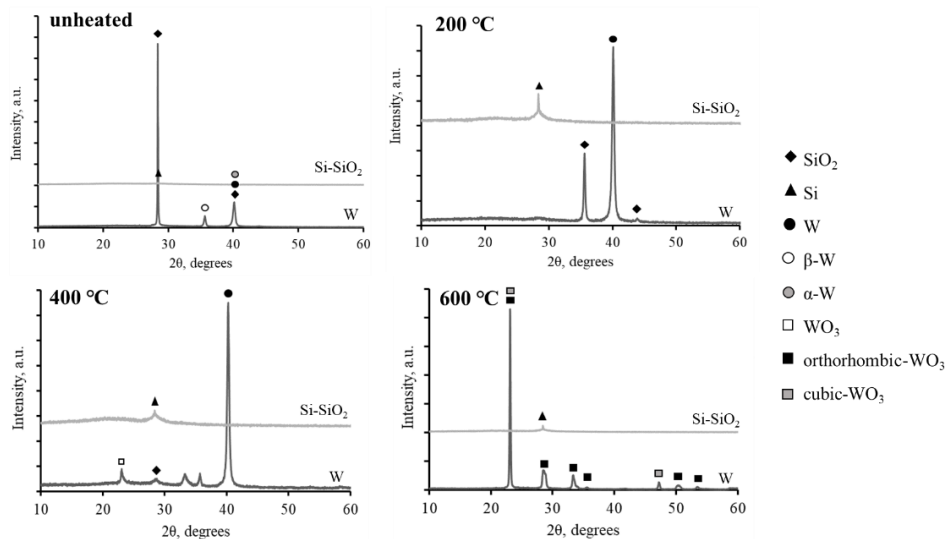 unheated
Intensity, a.u.
Si-SiO₂
W
10 20 30 40 50 60
2θ, degrees
200 °C
Intensity, a.u.
Si-SiO₂
W
10 20 30 40 50 60
2θ, degrees
400 °C
Intensity, a.u.
Si-SiO₂
W
10 20 30 40 50 60
2θ, degrees
600 °C
Intensity, a.u.
Si-SiO₂
W
10 20 30 40 50 60
2θ, degrees
SiO₂
Si
W
β-W
α-W
WO₃
orthorhombic-WO₃
cubic-WO₃